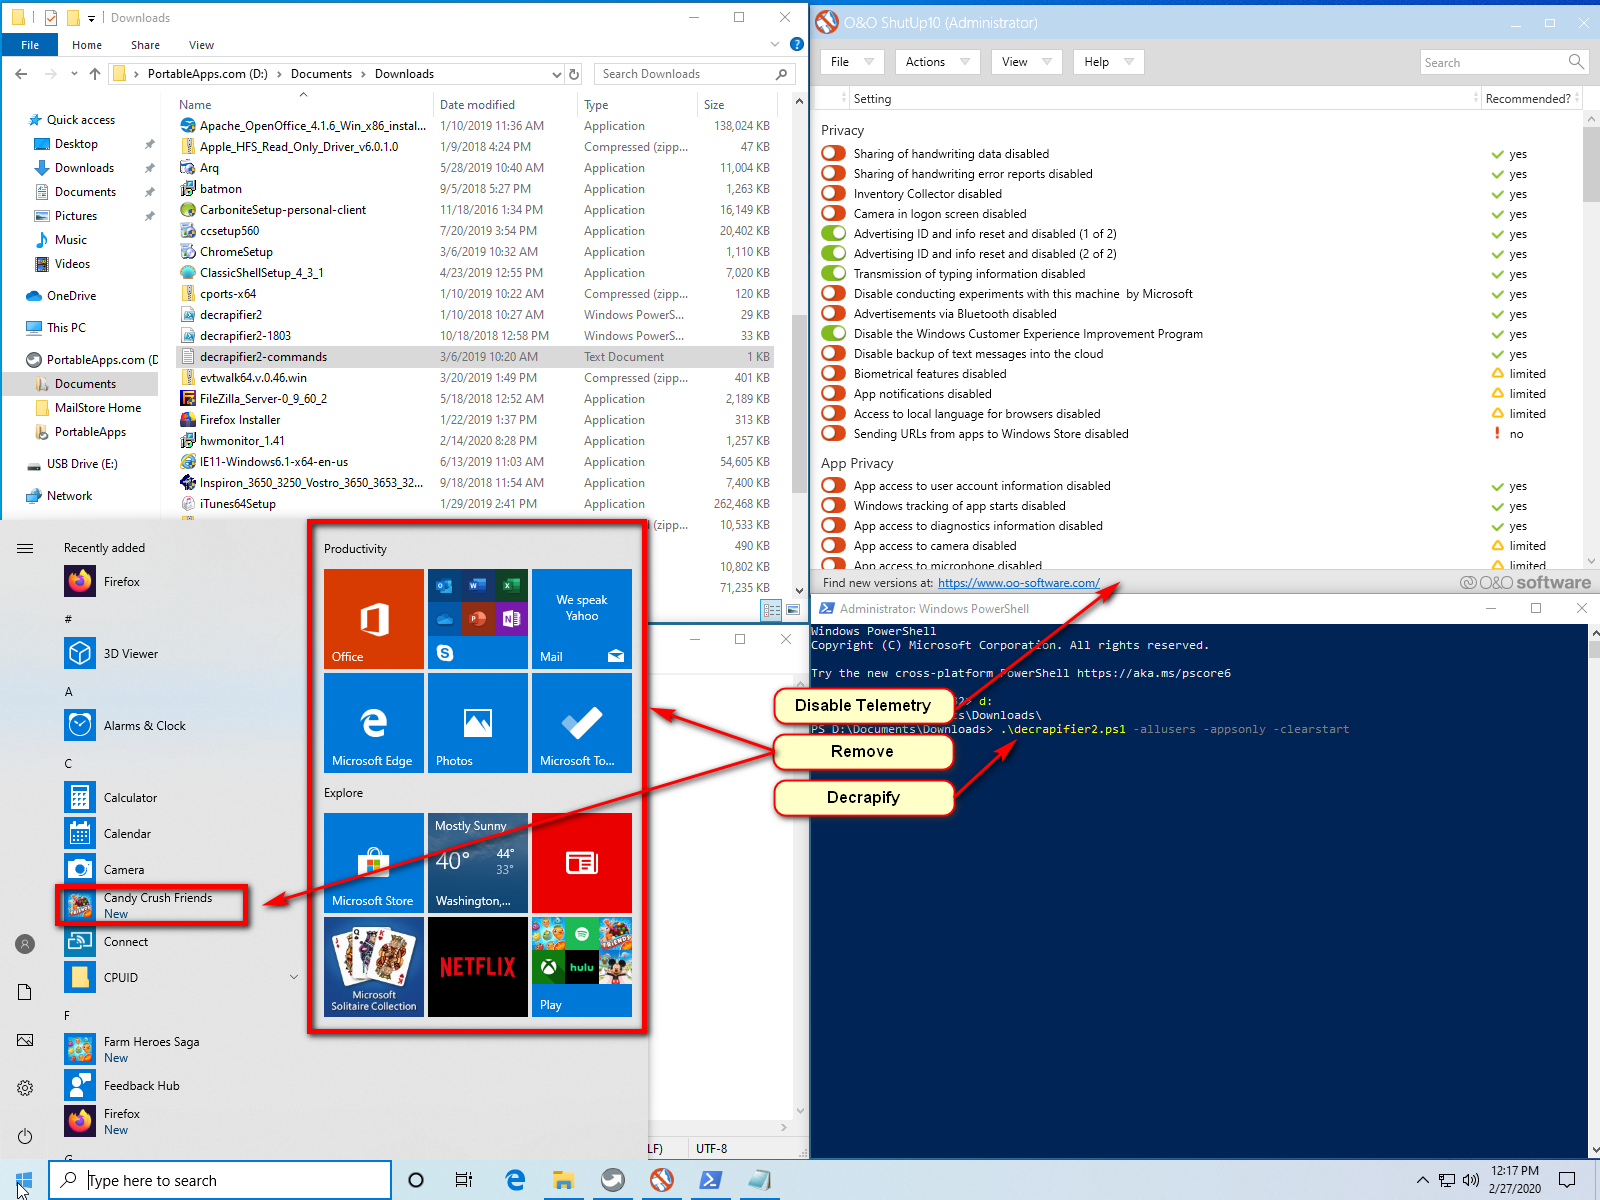 Downloads
File Home Share View
PortableApps.com (D:) Documents Downloads
Search Downloads
Quick access
Desktop
Downloads
Documents
Pictures
Music
Videos
OneDrive
This PC
PortableApps.com (D
Documents
MailStore Home
PortableApps
USB Drive (E:)
Network
Name Date modified Type Size
Apache_OpenOffice_4.1.6_Win_x86_instal... 1/10/2019 11:36 AM Application 138,024 KB
Apple_HFS_Read_Only_Driver_v6.0.1.0 1/9/2018 4:24 PM Compressed (zipp... 47 KB
Arq 5/28/2019 10:40 AM Application 11,004 KB
batmon 9/5/2018 5:27 PM Application 1,263 KB
CarboniteSetup-personal-client 11/18/2016 1:34 PM Application 16,149 KB
ccsetup560 7/20/2019 3:54 PM Application 20,402 KB
ChromeSetup 3/6/2019 10:32 AM Application 1,110 KB
ClassicShellSetup_4_3_1 4/23/2019 12:55 PM Application 7,020 KB
cports-x64 1/10/2019 10:22 AM Compressed (zipp... 120 KB
decrapifier2 1/10/2018 10:27 AM Windows PowerS... 29 KB
decrapifier2-1803 10/18/2018 12:58 PM Windows PowerS... 33 KB
decrapifier2-commands 3/6/2019 10:20 AM Text Document 1 KB
evtwalk64.v.0.46.win 3/20/2019 1:49 PM Compressed (zipp... 401 KB
FileZilla_Server-0_9_60_2 5/18/2018 12:52 AM Application 2,189 KB
Firefox Installer 1/22/2019 1:37 PM Application 313 KB
hwmonitor_1.41 2/14/2020 8:28 PM Application 1,257 KB
IE11-Windows6.1-x64-en-us 6/13/2019 11:03 AM Application 54,605 KB
Inspiron_3650_3250_Vostro_3650_3653_32... 9/18/2018 11:54 AM Application 7,400 KB
iTunes64Setup 1/29/2019 2:41 PM Application 262,468 KB
d (zipp... 10,533 KB
490 KB
10,802 KB
71,235 KB
O&O ShutUp10 (Administrator)
File Actions View Help
Search
Setting Recommended?
Privacy
Sharing of handwriting data disabled yes
Sharing of handwriting error reports disabled yes
Inventory Collector disabled yes
Camera in logon screen disabled yes
Advertising ID and info reset and disabled (1 of 2) yes
Advertising ID and info reset and disabled (2 of 2) yes
Transmission of typing information disabled yes
Disable conducting experiments with this machine by Microsoft yes
Advertisements via Bluetooth disabled yes
Disable the Windows Customer Experience Improvement Program yes
Disable backup of text messages into the cloud yes
Biometrical features disabled limited
App notifications disabled limited
Access to local language for browsers disabled limited
Sending URLs from apps to Windows Store disabled no
App Privacy
App access to user account information disabled yes
Windows tracking of app starts disabled yes
App access to diagnostics information disabled yes
App access to camera disabled limited
App access to microphone disabled limited
Find new versions at: https://www.oo-software.com/
O&O software
Administrator: Windows PowerShell
Windows PowerShell
Copyright (C) Microsoft Corporation. All rights reserved.
Try the new cross-platform PowerShell https://aka.ms/pscore6
32> d:
ts\Downloads\
PS D:\Documents\Downloads> .\decrapifier2.ps1 -allusers -appsonly -clearstart
Disable Telemetry
Remove
Decrapify
Recently added
Firefox
#
3D Viewer
A
Alarms & Clock
C
Calculator
Calendar
Camera
Candy Crush Friends
New
Connect
CPUID
F
Farm Heroes Saga
New
Feedback Hub
Firefox
New
G
Productivity
Office
We speak
Yahoo
Mail
Microsoft Edge
Photos
Microsoft To...
Explore
Microsoft Store
Mostly Sunny
40° 44°
33°
Washington,...
Microsoft
Solitaire Collection
NETFLIX
hulu
Play
LF) UTF-8
Type here to search
12:17 PM
2/27/2020